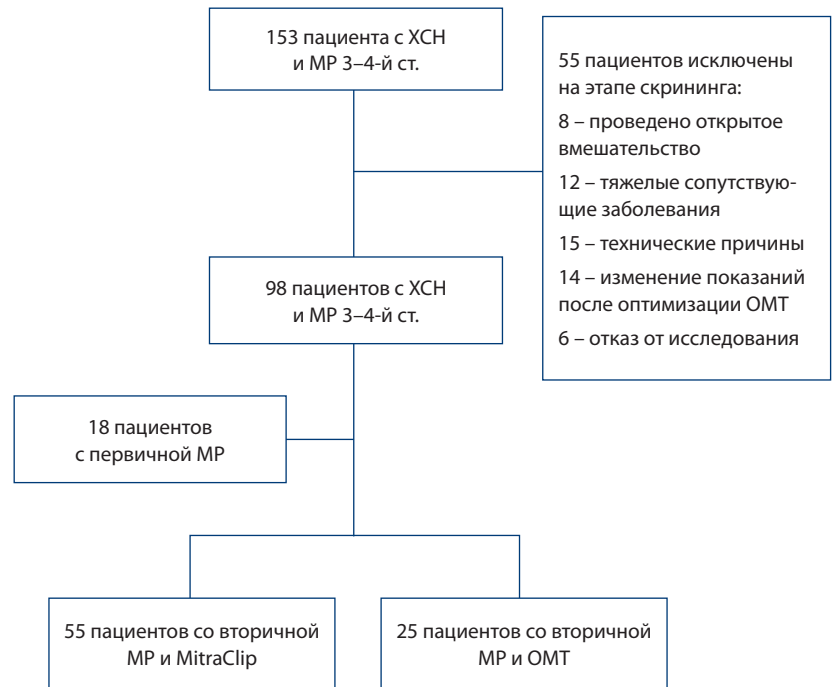 153 пациента с ХСН
и МР 3–4-й ст.
55 пациентов исключены
на этапе скрининга:
8 – проведено открытое
вмешательство
12 – тяжелые сопутствую-
щие заболевания
15 – технические причины
14 – изменение показаний
после оптимизации ОМТ
6 – отказ от исследования
98 пациентов с ХСН
и МР 3–4-й ст.
18 пациентов
с первичной МР
55 пациентов со вторичной
МР и MitraClip
25 пациентов со вторичной
МР и ОМТ